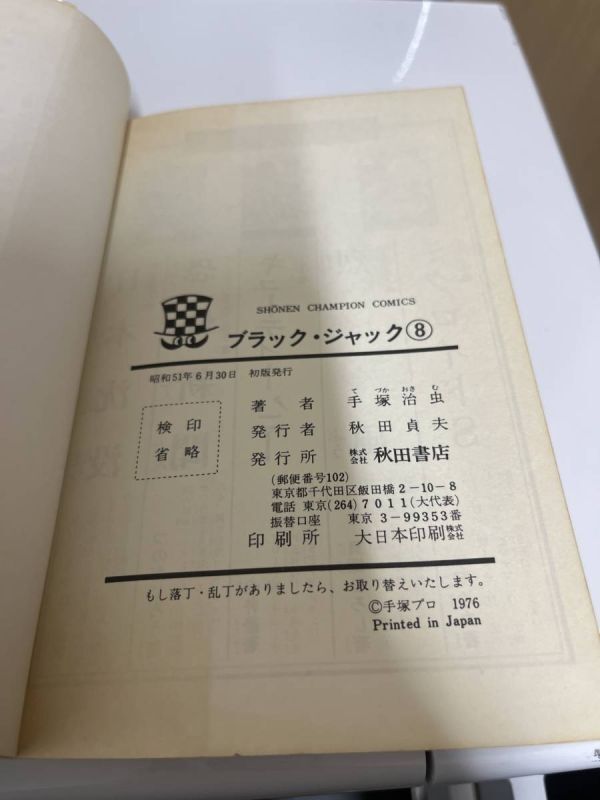 SHŌNEN CHAMPION COMICS
ブラック・ジャック⑧
昭和51年6月30日 初版発行
検印
省略
て づか おさ む
著者 手塚治虫
発行者 秋田貞夫
発行所 株式会社 秋田書店
(郵便番号102)
東京都千代田区飯田橋2-10-8
電話 東京(264)7011(大代表)
振替口座 東京 3-99353番
印刷所 大日本印刷株式会社
もし落丁・乱丁がありましたら、お取り替えいたします。
©手塚プロ 1976
Printed in Japan